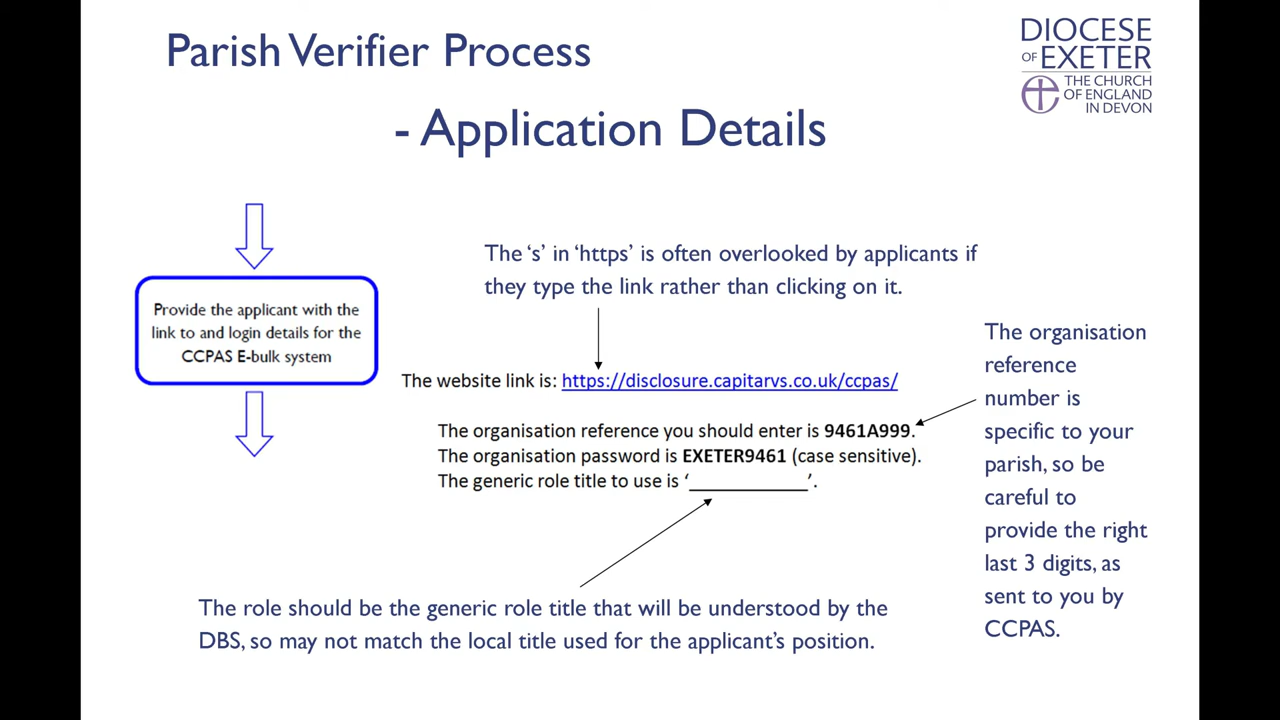 Parish Verifier Process
- Application Details
DIOCESE
OF EXETER
THE CHURCH
OF ENGLAND
IN DEVON
Provide the applicant with the
link to and login details for the
CCPAS E-bulk system
The ‘s’ in ‘https’ is often overlooked by applicants if
they type the link rather than clicking on it.
The website link is: https://disclosure.capitarvs.co.uk/ccpas/
The organisation reference you should enter is 9461A999.
The organisation password is EXETER9461 (case sensitive).
The generic role title to use is ‘____________’.
The organisation
reference
number is
specific to your
parish, so be
careful to
provide the right
last 3 digits, as
sent to you by
CCPAS.
The role should be the generic role title that will be understood by the
DBS, so may not match the local title used for the applicant’s position.